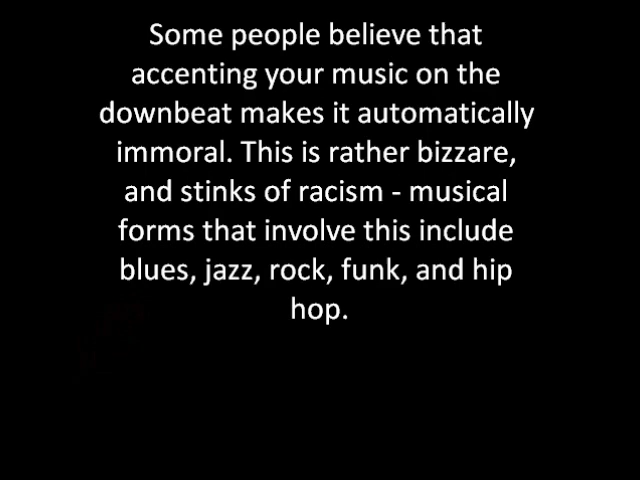 Some people believe that
accenting your music on the
downbeat makes it automatically
immoral. This is rather bizzare,
and stinks of racism - musical
forms that involve this include
blues, jazz, rock, funk, and hip
hop.